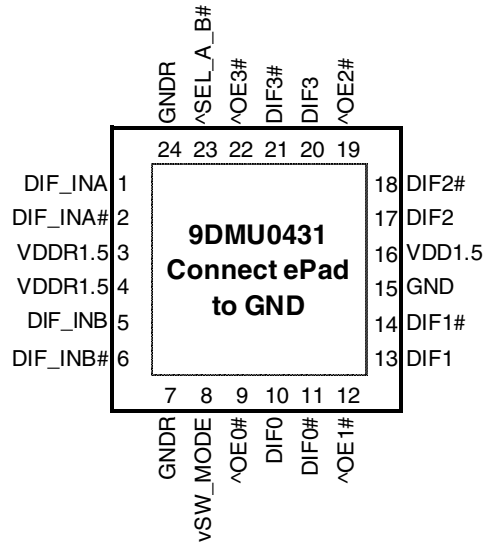 GNDR
^SEL_A_B#
^OE3#
DIF3#
DIF3
^OE2#
24 23 22 21 20 19
DIF_INA 1
DIF_INA# 2
VDDR1.5 3
VDDR1.5 4
DIF_INB 5
DIF_INB# 6
9DMU0431
Connect ePad
to GND
18 DIF2#
17 DIF2
16 VDD1.5
15 GND
14 DIF1#
13 DIF1
7 8 9 10 11 12
GNDR
vSW_MODE
^OE0#
DIF0
DIF0#
^OE1#